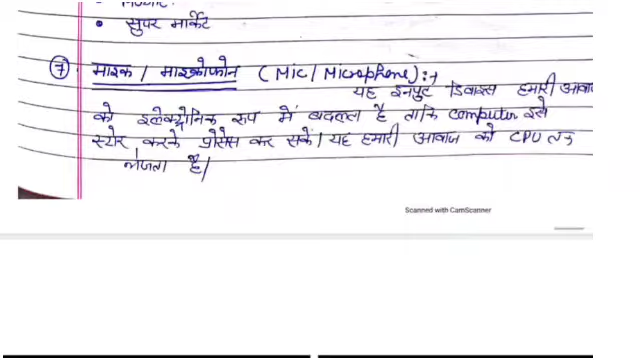 • सुपर मार्केट
⑦ माइक / माइक्रोफोन (Mic/Microphone):-
यह इनपुट डिवाइस हमारी आवाज
को इलेक्ट्रोनिक रूप में बदलता है ताकि Computer इसे
स्टोर करके प्रोसेस कर सकें। यह हमारी आवाज को CPU तक
भेजता है।
Scanned with CamScanner